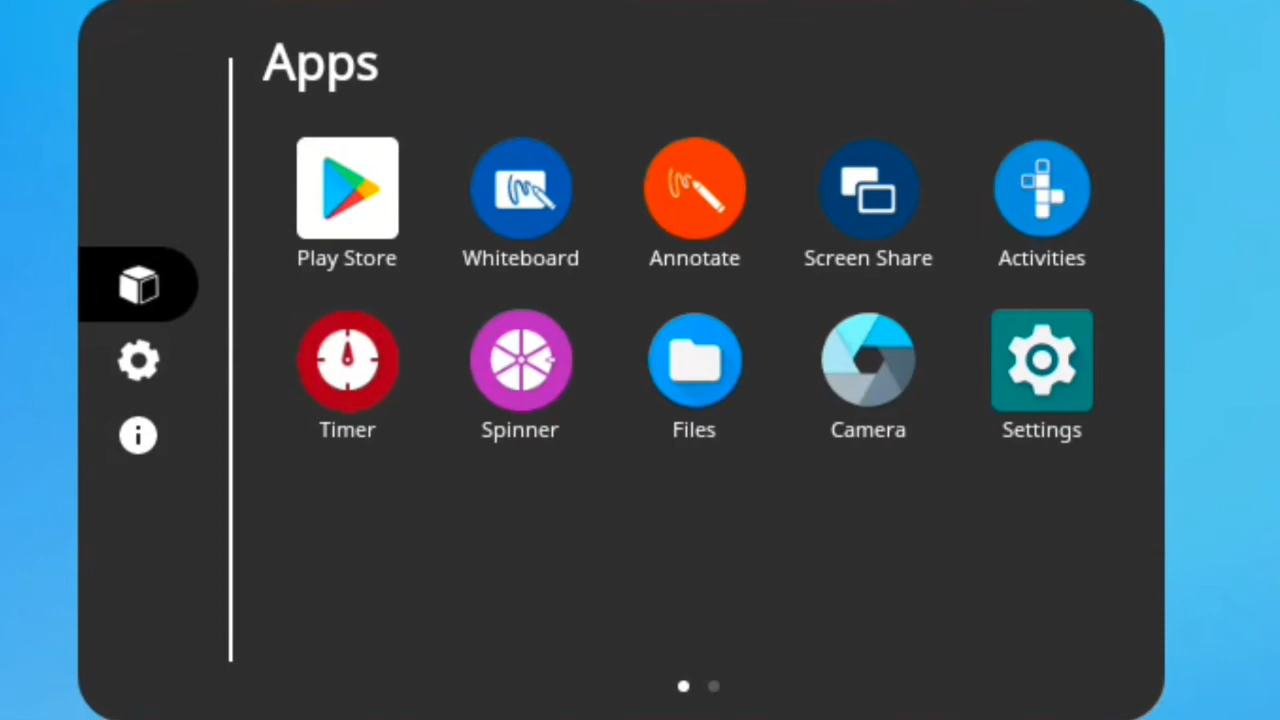 Apps
Play Store Whiteboard Annotate Screen Share Activities
Timer Spinner Files Camera Settings